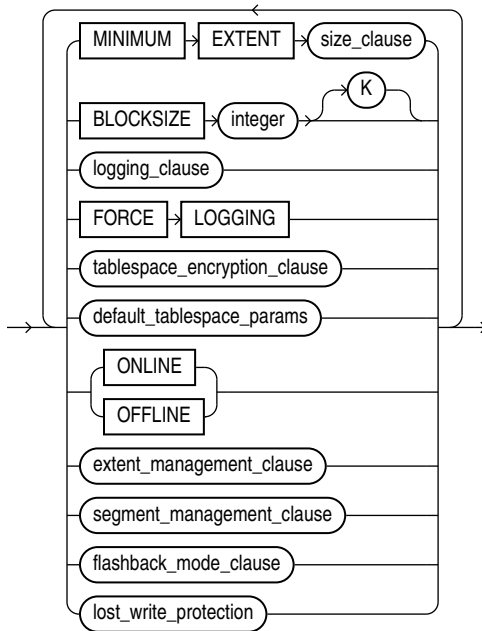 MINIMUM EXTENT size_clause
K
BLOCKSIZE integer
logging_clause
FORCE LOGGING
tablespace_encryption_clause
default_tablespace_params
ONLINE
OFFLINE
extent_management_clause
segment_management_clause
flashback_mode_clause
lost_write_protection